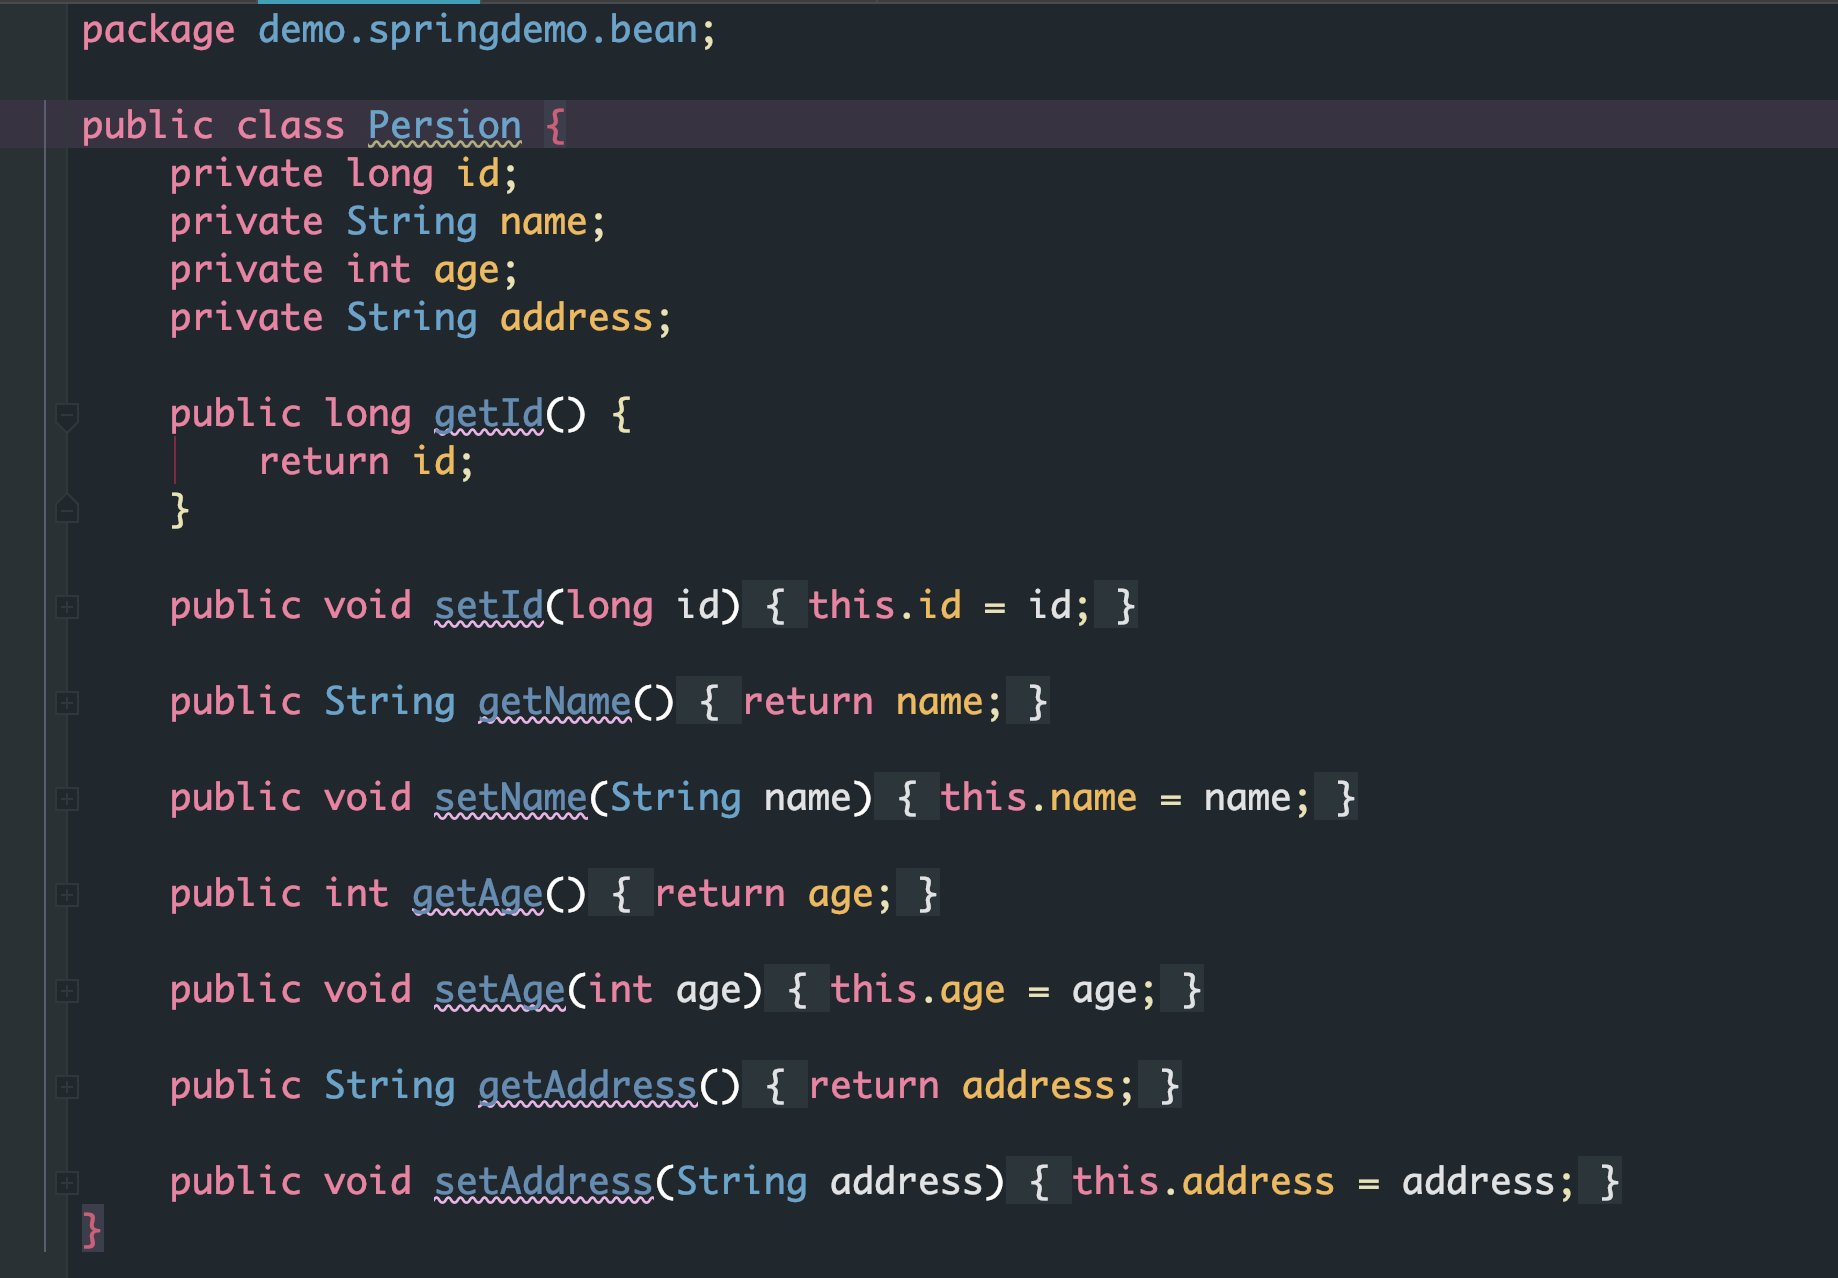 package demo.springdemo.bean;
public class Persion {
private long id;
private String name;
private int age;
private String address;
public long getId() {
return id;
}
public void setId(long id) { this.id = id; }
public String getName() { return name; }
public void setName(String name) { this.name = name; }
public int getAge() { return age; }
public void setAge(int age) { this.age = age; }
public String getAddress() { return address; }
public void setAddress(String address) { this.address = address; }
}